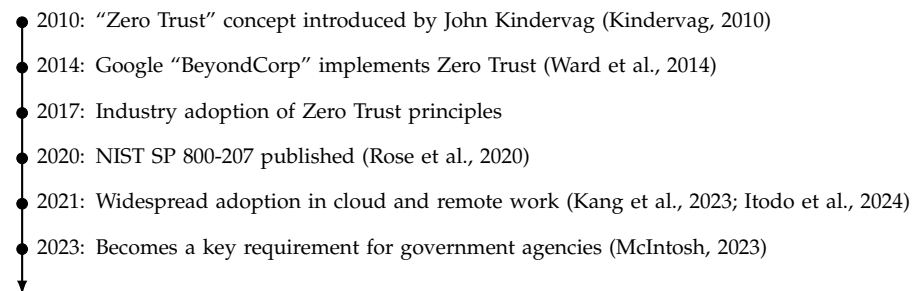 2010: “Zero Trust” concept introduced by John Kindervag (Kindervag, 2010)
2014: Google “BeyondCorp” implements Zero Trust (Ward et al., 2014)
2017: Industry adoption of Zero Trust principles
2020: NIST SP 800-207 published (Rose et al., 2020)
2021: Widespread adoption in cloud and remote work (Kang et al., 2023; Itodo et al., 2024)
2023: Becomes a key requirement for government agencies (McIntosh, 2023)